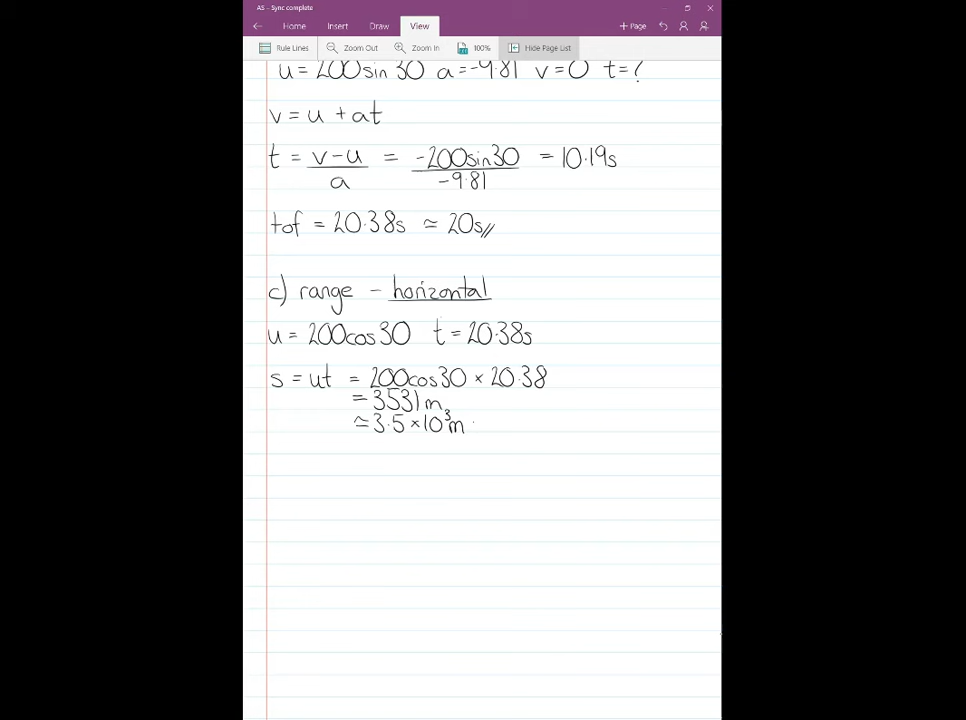 AS – Sync complete
Home Insert Draw View + Page
Rule Lines Zoom Out Zoom In 100% Hide Page List
u = 200sin 30 a = -9.81 v = 0 t = ?
v = u + at
t = v - u / a = -200sin30 / -9.81 = 10.19s
tof = 20.38s ≃ 20s//
c) range - horizontal
u = 200cos30 t = 20.38s
s = ut = 200cos30 × 20.38
= 3531 m
≃ 3.5 × 10³ m